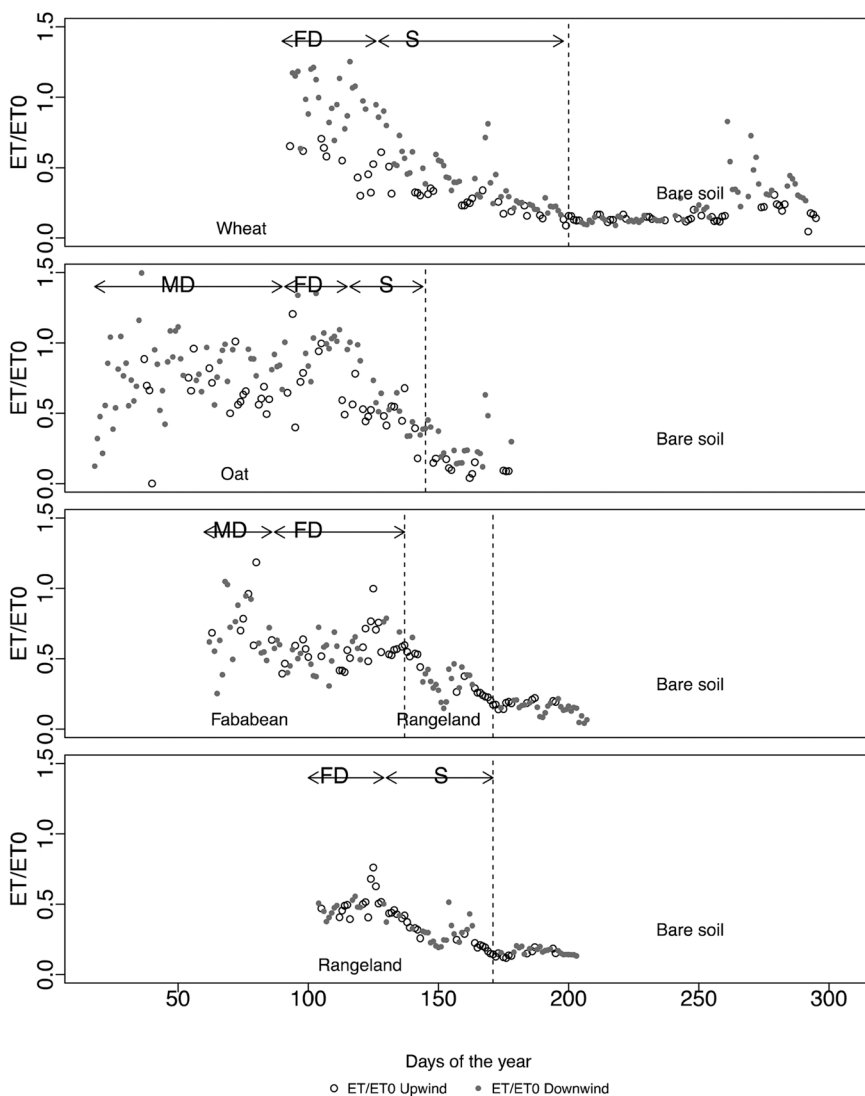 1.5
FD S
1.0
ET/ET0
0.5
Bare soil
Wheat
0.0
1.5
MD FD S
1.0
ET/ET0
0.5
Bare soil
Oat
0.0
1.5
MD FD
1.0
ET/ET0
0.5
Bare soil
Fababean Rangeland
0.0
1.5
FD S
1.0
ET/ET0
0.5
Bare soil
Rangeland
0.0
50 100 150 200 250 300
Days of the year
ET/ET0 Upwind ET/ET0 Downwind